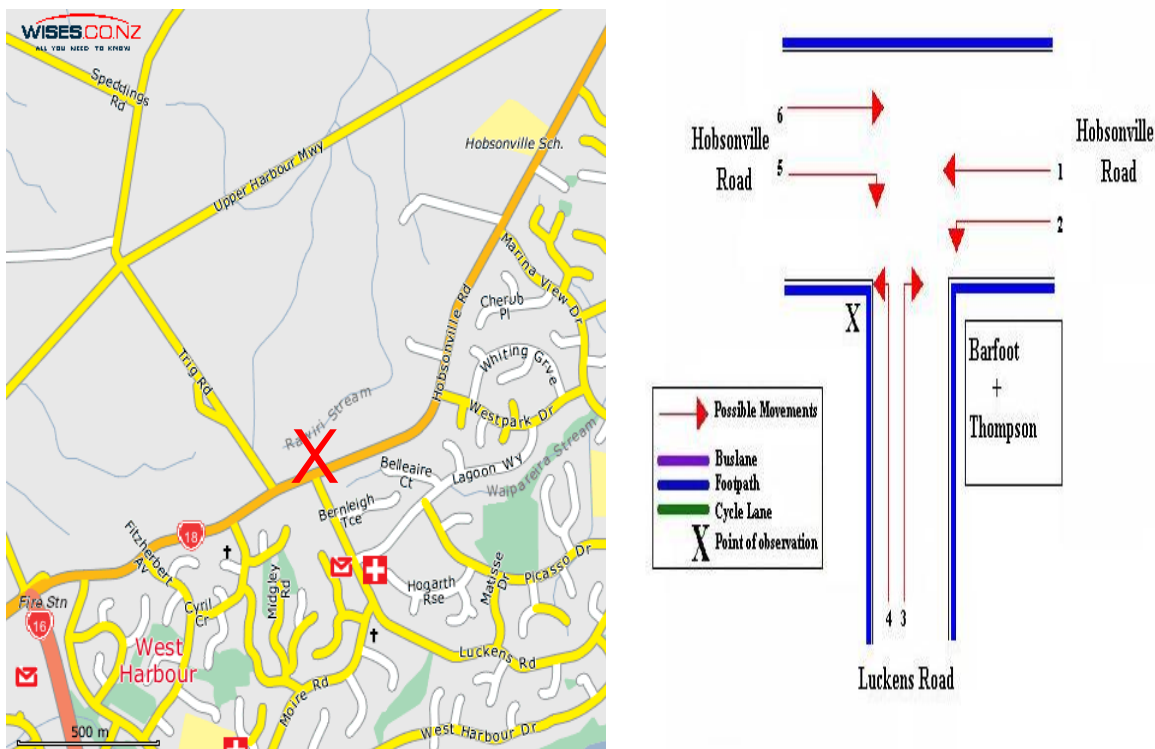 WISES.CO.NZ
ALL YOU NEED TO KNOW
Speddings
Rd
Upper Harbour Mwy
Hobsonville Sch.
Marina View Dr
Cherub
Pl
Hobsonville Rd
Whiting Grve
Trig Rd
Westpark Dr
Rawiri Stream
X
Belleaire
Ct
Lagoon Wy
Waipareira Stream
Bernleigh
Tce
18
Fitzherbert
Av
Midgley
Rd
Hogarth
Rse
Matisse
Dr
Picasso Dr
Fire Stn
Cyril
Cr
16
West
Harbour
Luckens Rd
Moire Rd
West Harbour Dr
500 m
6
Hobsonville
Road
5
Hobsonville
Road
1
2
X
Barfoot
+
Thompson
Possible Movements
Buslane
Footpath
Cycle Lane
X Point of observation
4 3
Luckens Road